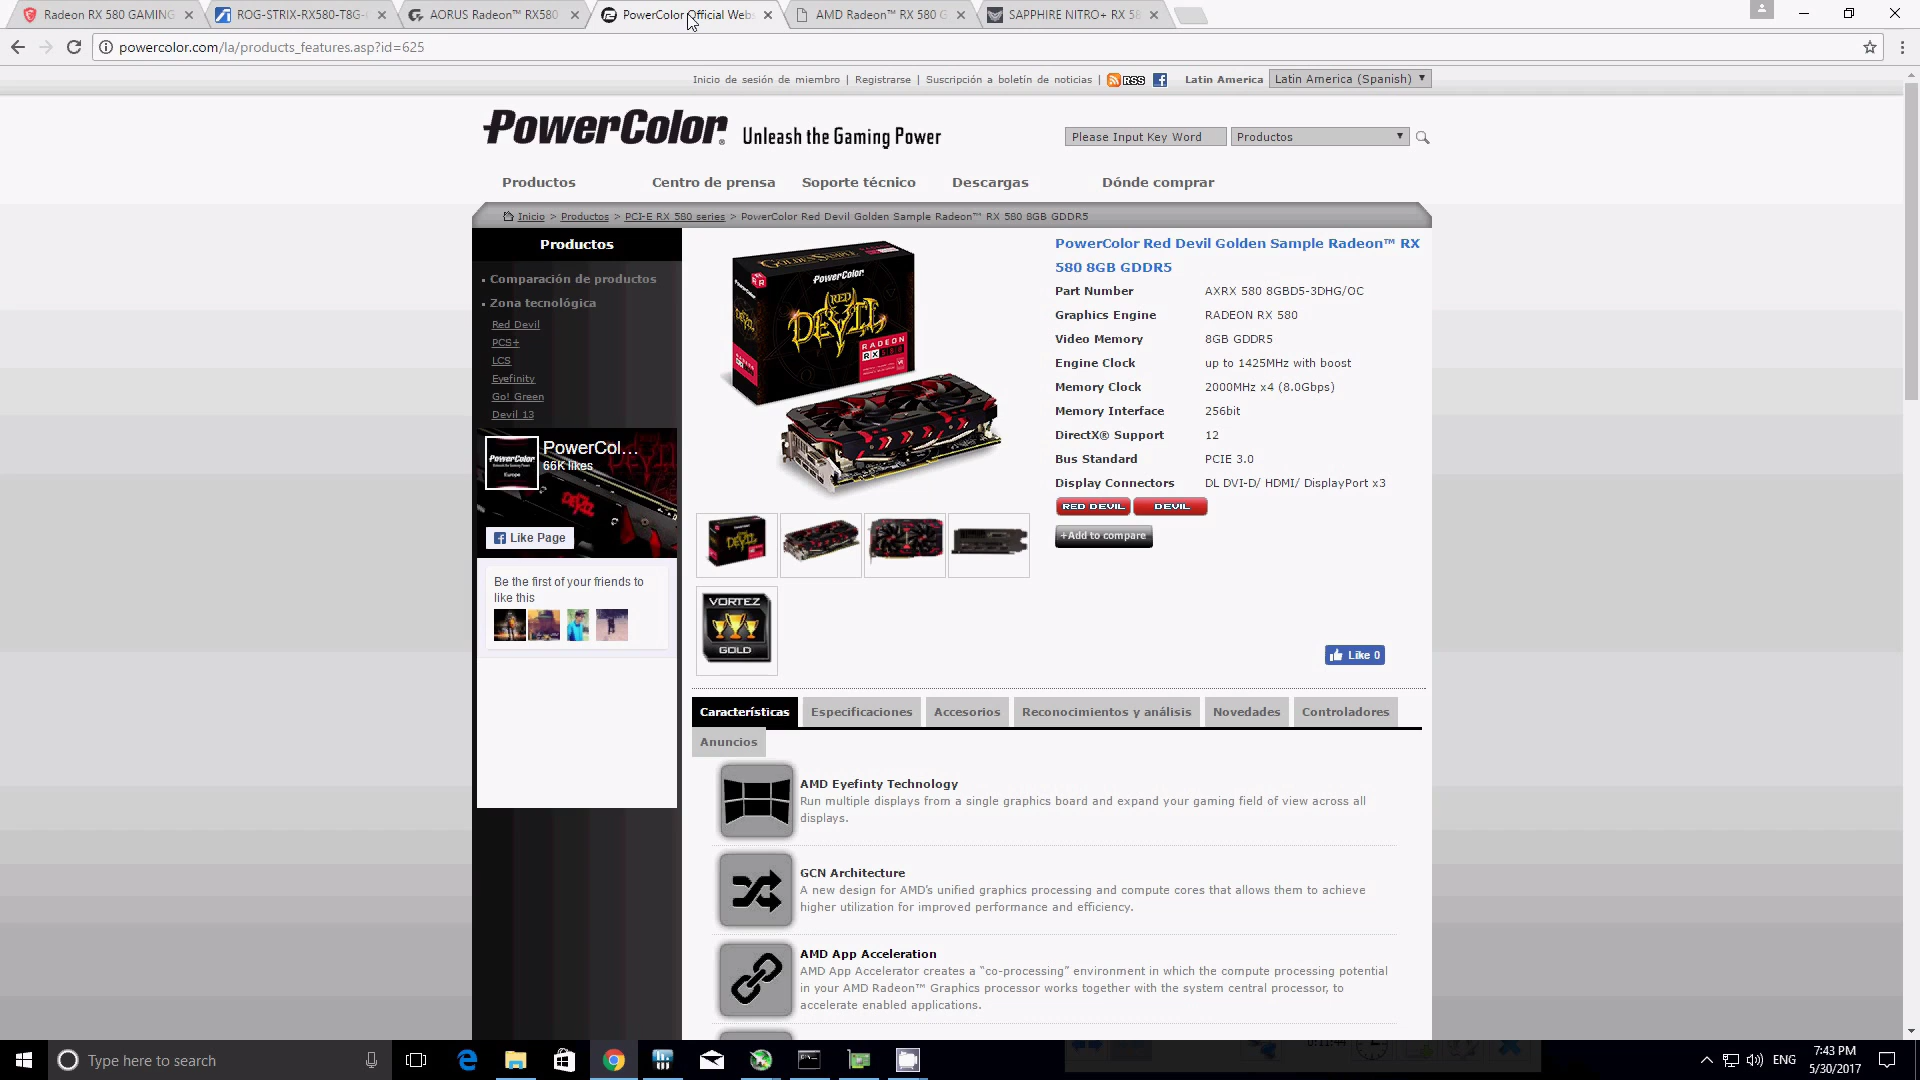 Radeon RX 580 GAMING
ROG-STRIX-RX580-T8G-
AORUS Radeon™ RX580
PowerColor Official Web
AMD Radeon™ RX 580 G
SAPPHIRE NITRO+ RX 58
powercolor.com/la/products_features.asp?id=625
Inicio de sesión de miembro | Registrarse | Suscripción a boletín de noticias | RSS Latin America Latin America (Spanish)
PowerColor® Unleash the Gaming Power
Please Input Key Word Productos
Productos Centro de prensa Soporte técnico Descargas Dónde comprar
Inicio > Productos > PCI-E RX 580 series > PowerColor Red Devil Golden Sample Radeon™ RX 580 8GB GDDR5
Productos
Comparación de productos
Zona tecnológica
Red Devil
PCS+
LCS
Eyefinity
Go! Green
Devil 13
PowerColor
PowerCol...
66K likes
Like Page
Be the first of your friends to
like this
GOLDEN SAMPLE
PowerColor
RED
DEVIL
RADEON
RX 580
PowerColor Red Devil Golden Sample Radeon™ RX
580 8GB GDDR5
Part Number AXRX 580 8GBD5-3DHG/OC
Graphics Engine RADEON RX 580
Video Memory 8GB GDDR5
Engine Clock up to 1425MHz with boost
Memory Clock 2000MHz x4 (8.0Gbps)
Memory Interface 256bit
DirectX® Support 12
Bus Standard PCIE 3.0
Display Connectors DL DVI-D/ HDMI/ DisplayPort x3
RED DEVIL DEVIL
+Add to compare
VORTEZ
GOLD
Like 0
Características Especificaciones Accesorios Reconocimientos y análisis Novedades Controladores
Anuncios
AMD Eyefinty Technology
Run multiple displays from a single graphics board and expand your gaming field of view across all
displays.
GCN Architecture
A new design for AMD's unified graphics processing and compute cores that allows them to achieve
higher utilization for improved performance and efficiency.
AMD App Acceleration
AMD App Accelerator creates a "co-processing" environment in which the compute processing potential
in your AMD Radeon™ Graphics processor works together with the system central processor, to
accelerate enabled applications.
Type here to search
0:11:44
ENG
7:43 PM
5/30/2017